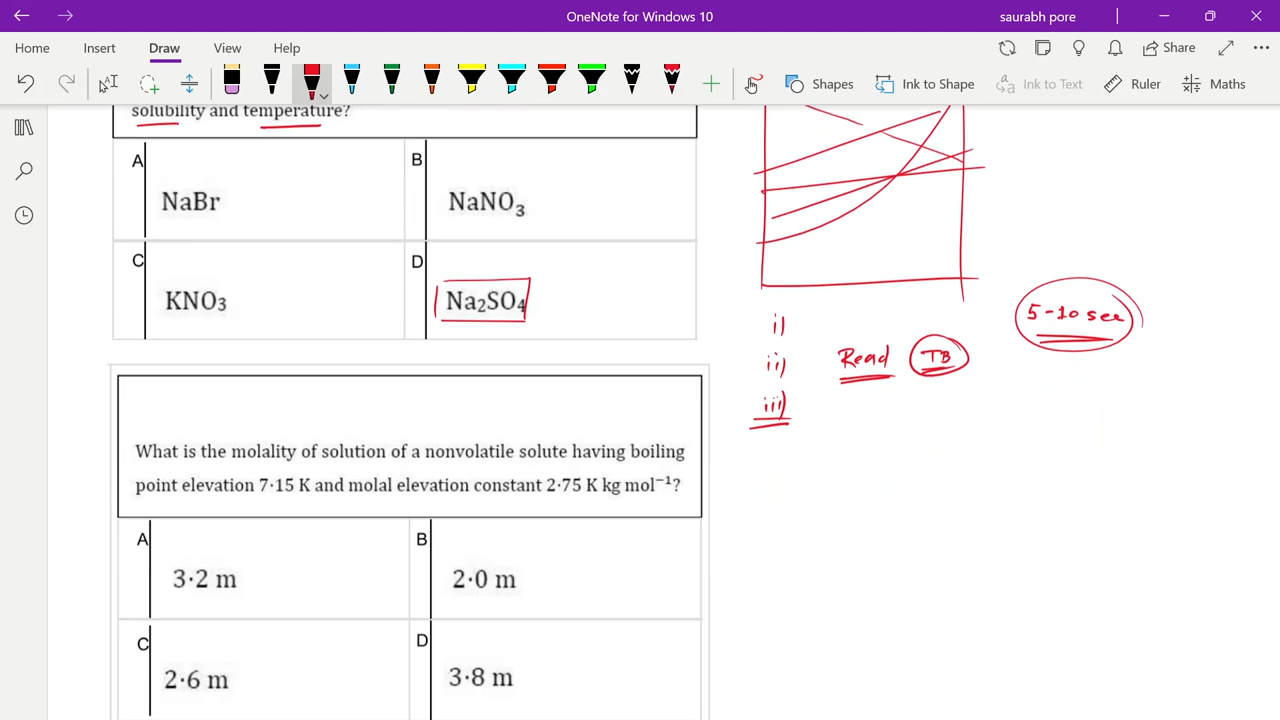 OneNote for Windows 10
saurabh pore
Home Insert Draw View Help
Share
Shapes
Ink to Shape
Ink to Text
Ruler
Maths
solubility and temperature?
A
NaBr
B
NaNO₃
C
KNO₃
D
Na₂SO₄
i)
ii)
iii)
Read TB
5-10 sec
What is the molality of solution of a nonvolatile solute having boiling
point elevation 7·15 K and molal elevation constant 2·75 K kg mol⁻¹?
A
3·2 m
B
2·0 m
C
2·6 m
D
3·8 m